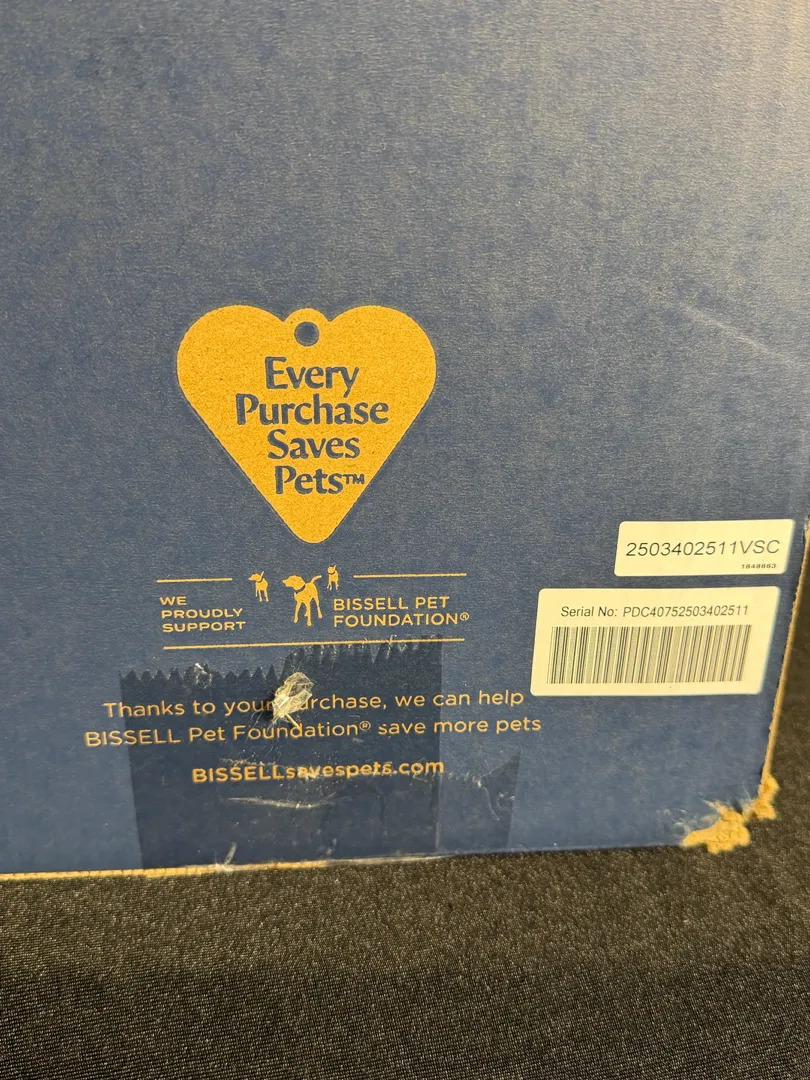 Every
Purchase
Saves
Pets™
WE
PROUDLY
SUPPORT
BISSELL PET
FOUNDATION®
Thanks to your purchase, we can help
BISSELL Pet Foundation® save more pets
BISSELLsavespets.com
2503402511VSC
1848663
Serial No: PDC40752503402511